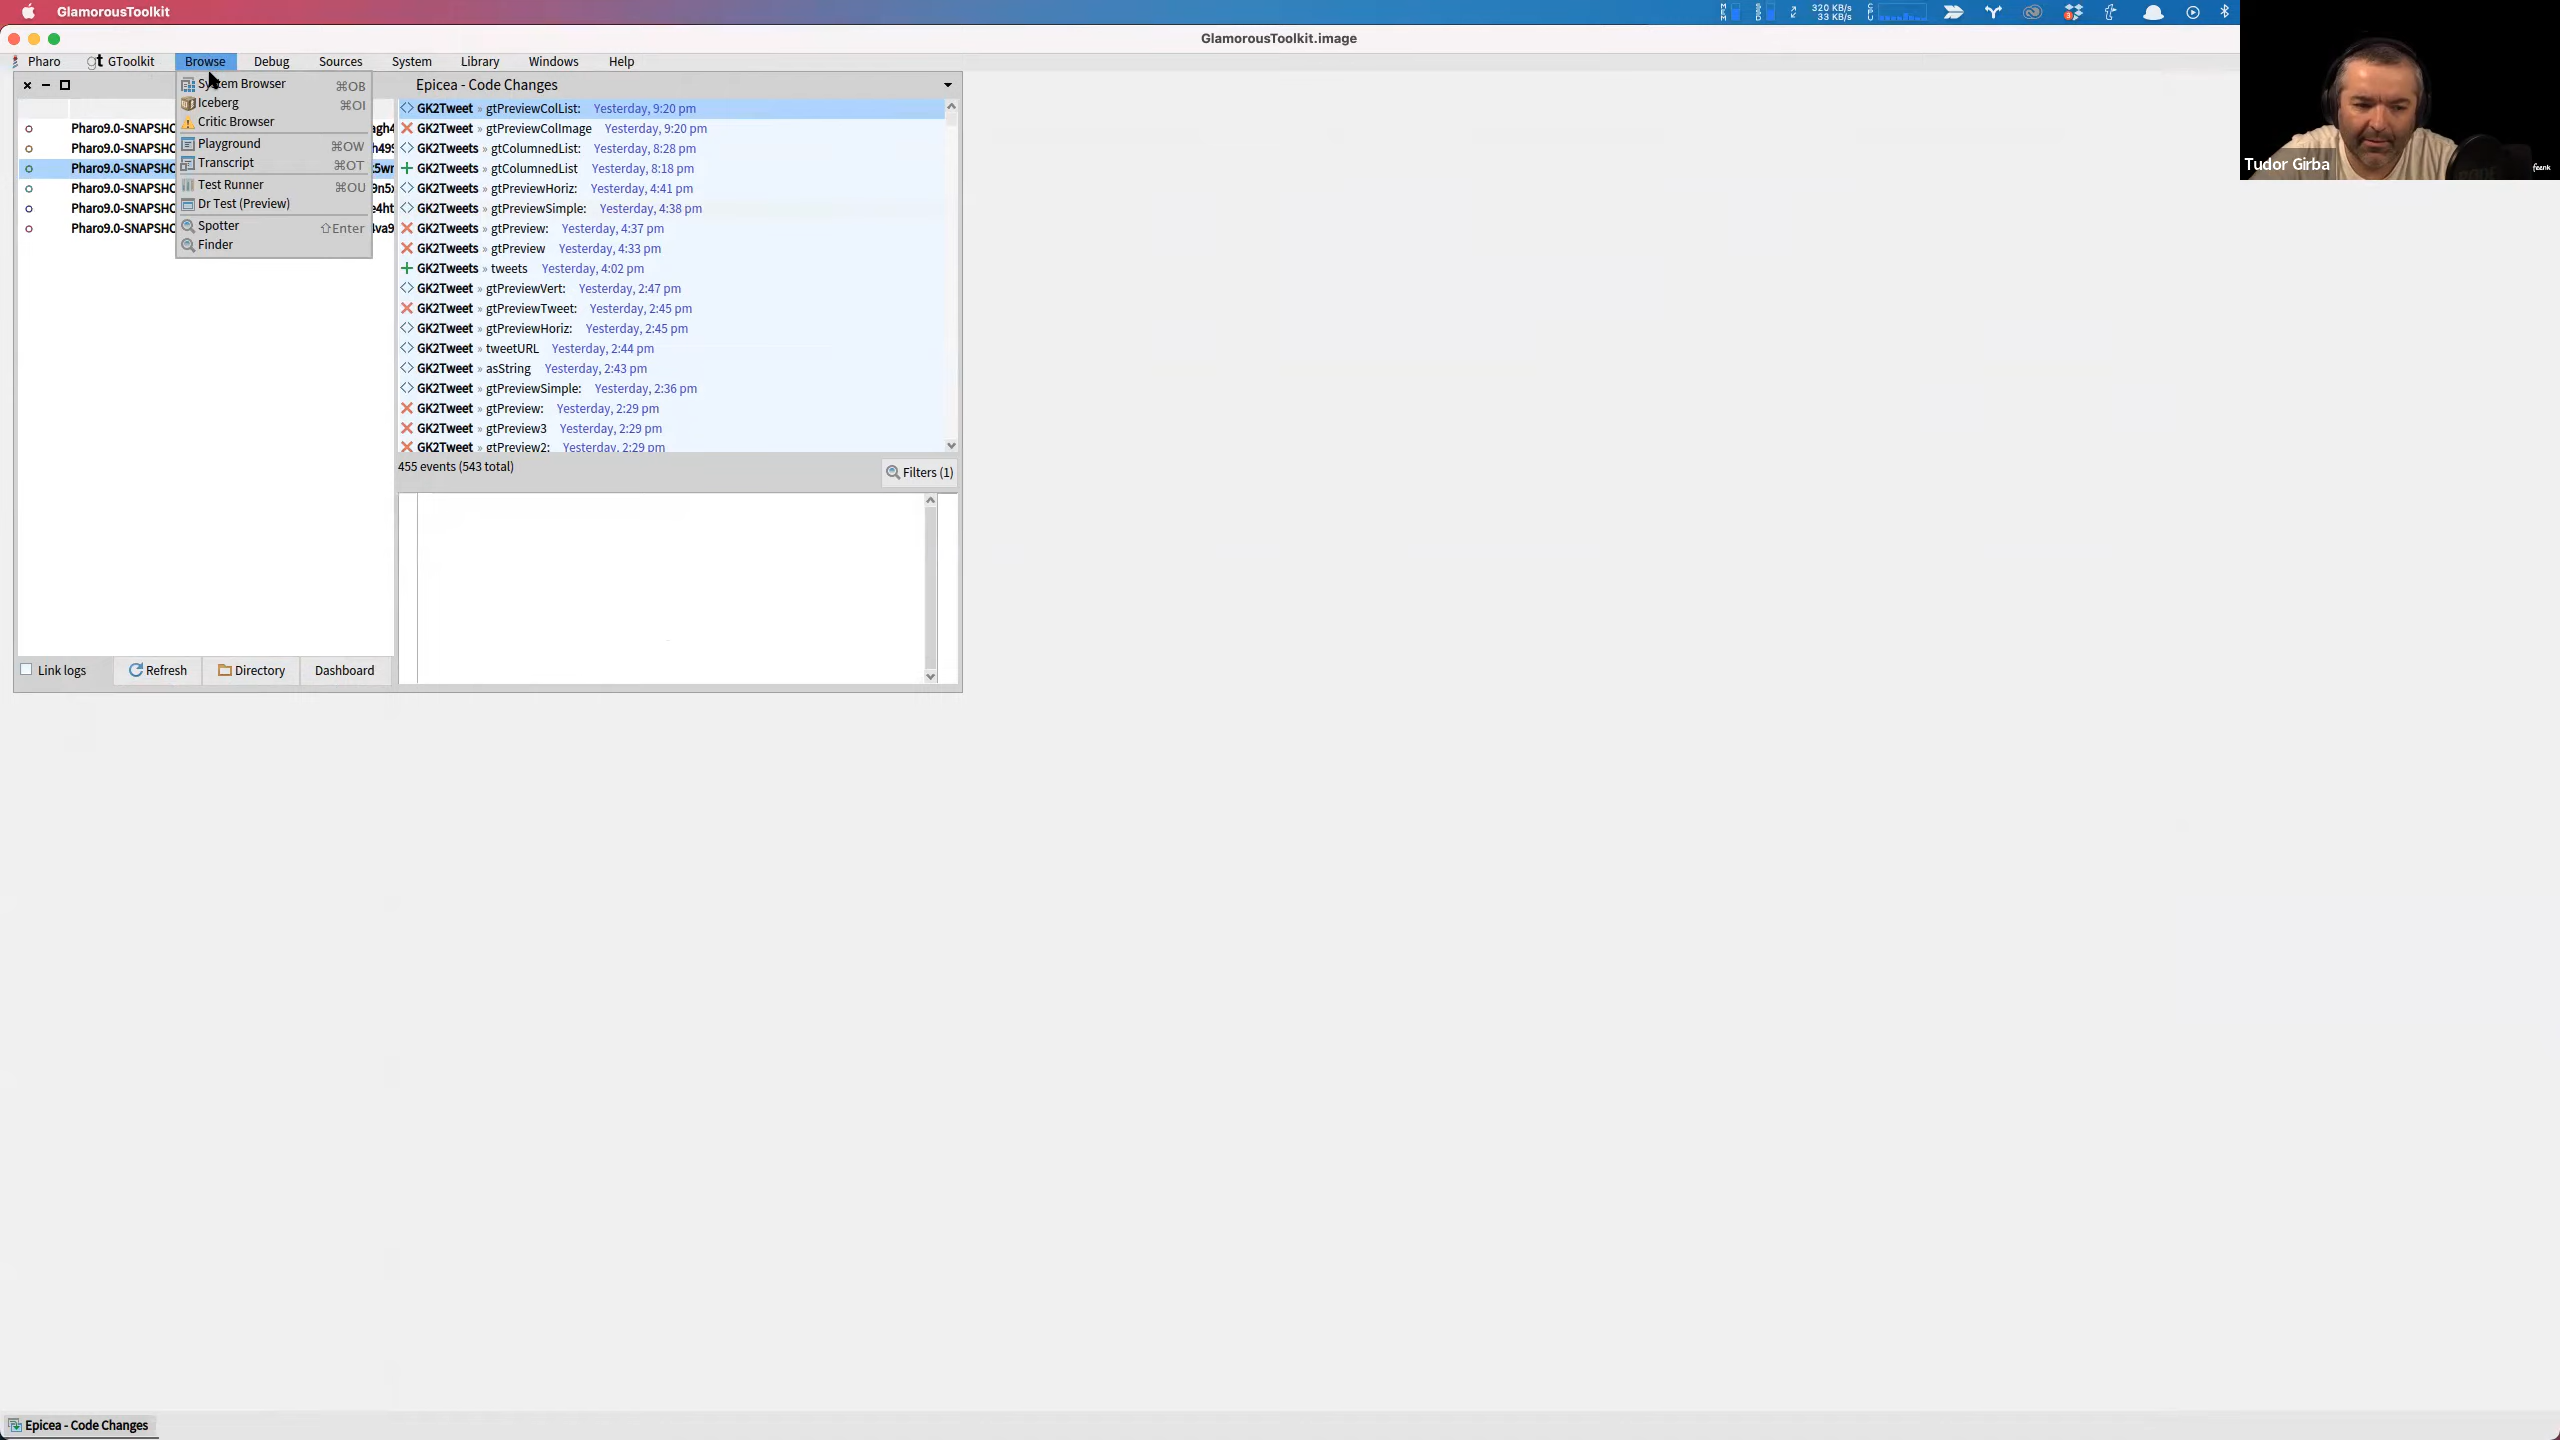 GlamorousToolkit
320 KB/s
33 KB/s
GlamorousToolkit.image
Pharo GToolkit Browse Debug Sources System Library Windows Help
Epicea - Code Changes
System Browser ⌘OB
Iceberg ⌘OI
Critic Browser
Playground ⌘OW
Transcript ⌘OT
Test Runner ⌘OU
Dr Test (Preview)
Spotter ⇧Enter
Finder
Pharo9.0-SNAPSHO
Pharo9.0-SNAPSHO
Pharo9.0-SNAPSHO
Pharo9.0-SNAPSHO
Pharo9.0-SNAPSHO
Pharo9.0-SNAPSHO
GK2Tweet » gtPreviewColList: Yesterday, 9:20 pm
GK2Tweet » gtPreviewColImage Yesterday, 9:20 pm
GK2Tweets » gtColumnedList: Yesterday, 8:28 pm
GK2Tweets » gtColumnedList Yesterday, 8:18 pm
GK2Tweets » gtPreviewHoriz: Yesterday, 4:41 pm
GK2Tweets » gtPreviewSimple: Yesterday, 4:38 pm
GK2Tweets » gtPreview: Yesterday, 4:37 pm
GK2Tweets » gtPreview Yesterday, 4:33 pm
GK2Tweets » tweets Yesterday, 4:02 pm
GK2Tweet » gtPreviewVert: Yesterday, 2:47 pm
GK2Tweet » gtPreviewTweet: Yesterday, 2:45 pm
GK2Tweet » gtPreviewHoriz: Yesterday, 2:45 pm
GK2Tweet » tweetURL Yesterday, 2:44 pm
GK2Tweet » asString Yesterday, 2:43 pm
GK2Tweet » gtPreviewSimple: Yesterday, 2:36 pm
GK2Tweet » gtPreview: Yesterday, 2:29 pm
GK2Tweet » gtPreview3 Yesterday, 2:29 pm
GK2Tweet » gtPreview2: Yesterday, 2:29 pm
455 events (543 total)
Filters (1)
Link logs Refresh Directory Dashboard
Tudor Girba
feenk
Epicea - Code Changes